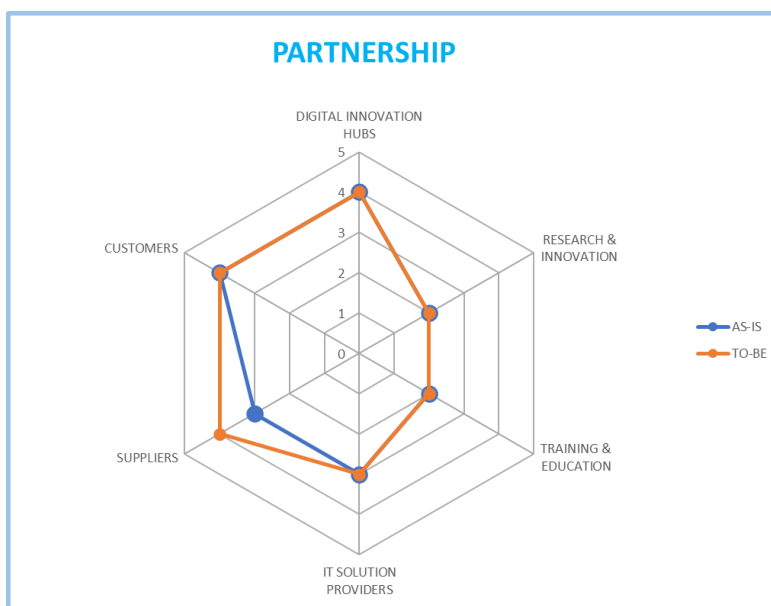 PARTNERSHIP
DIGITAL INNOVATION
HUBS
5
4
3
2
1
0
RESEARCH &
INNOVATION
TRAINING &
EDUCATION
IT SOLUTION
PROVIDERS
SUPPLIERS
CUSTOMERS
AS-IS
TO-BE